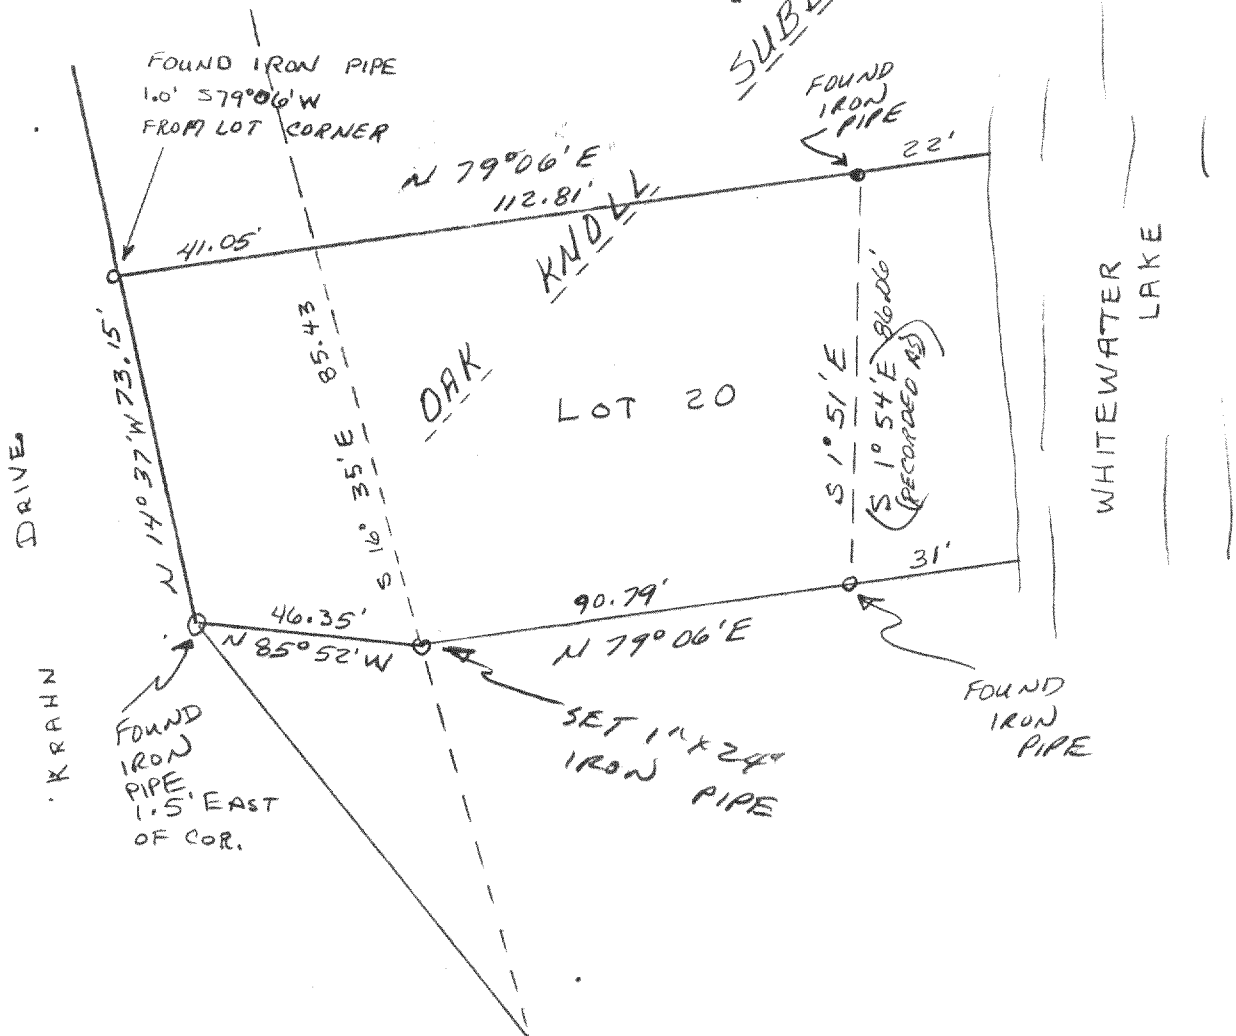 SUBD
FOUND IRON PIPE
1.0' S79°06'W
FROM LOT CORNER
FOUND
IRON
PIPE
22'
N 79°06'E
112.81'
41.05'
OAK KNOLL
LOT 20
WHITEWATER
LAKE
N 14°37'W 73.15'
85.43
S 16° 35'E
S 1° 51'E
86.06'
S 1° 54'E
(RECORDED AS)
DRIVE
KRAHN
46.35'
N 85°52'W
90.79'
N 79°06'E
31'
FOUND
IRON
PIPE
1.5' EAST
OF COR.
SET 1"X24"
IRON
PIPE
FOUND
IRON
PIPE